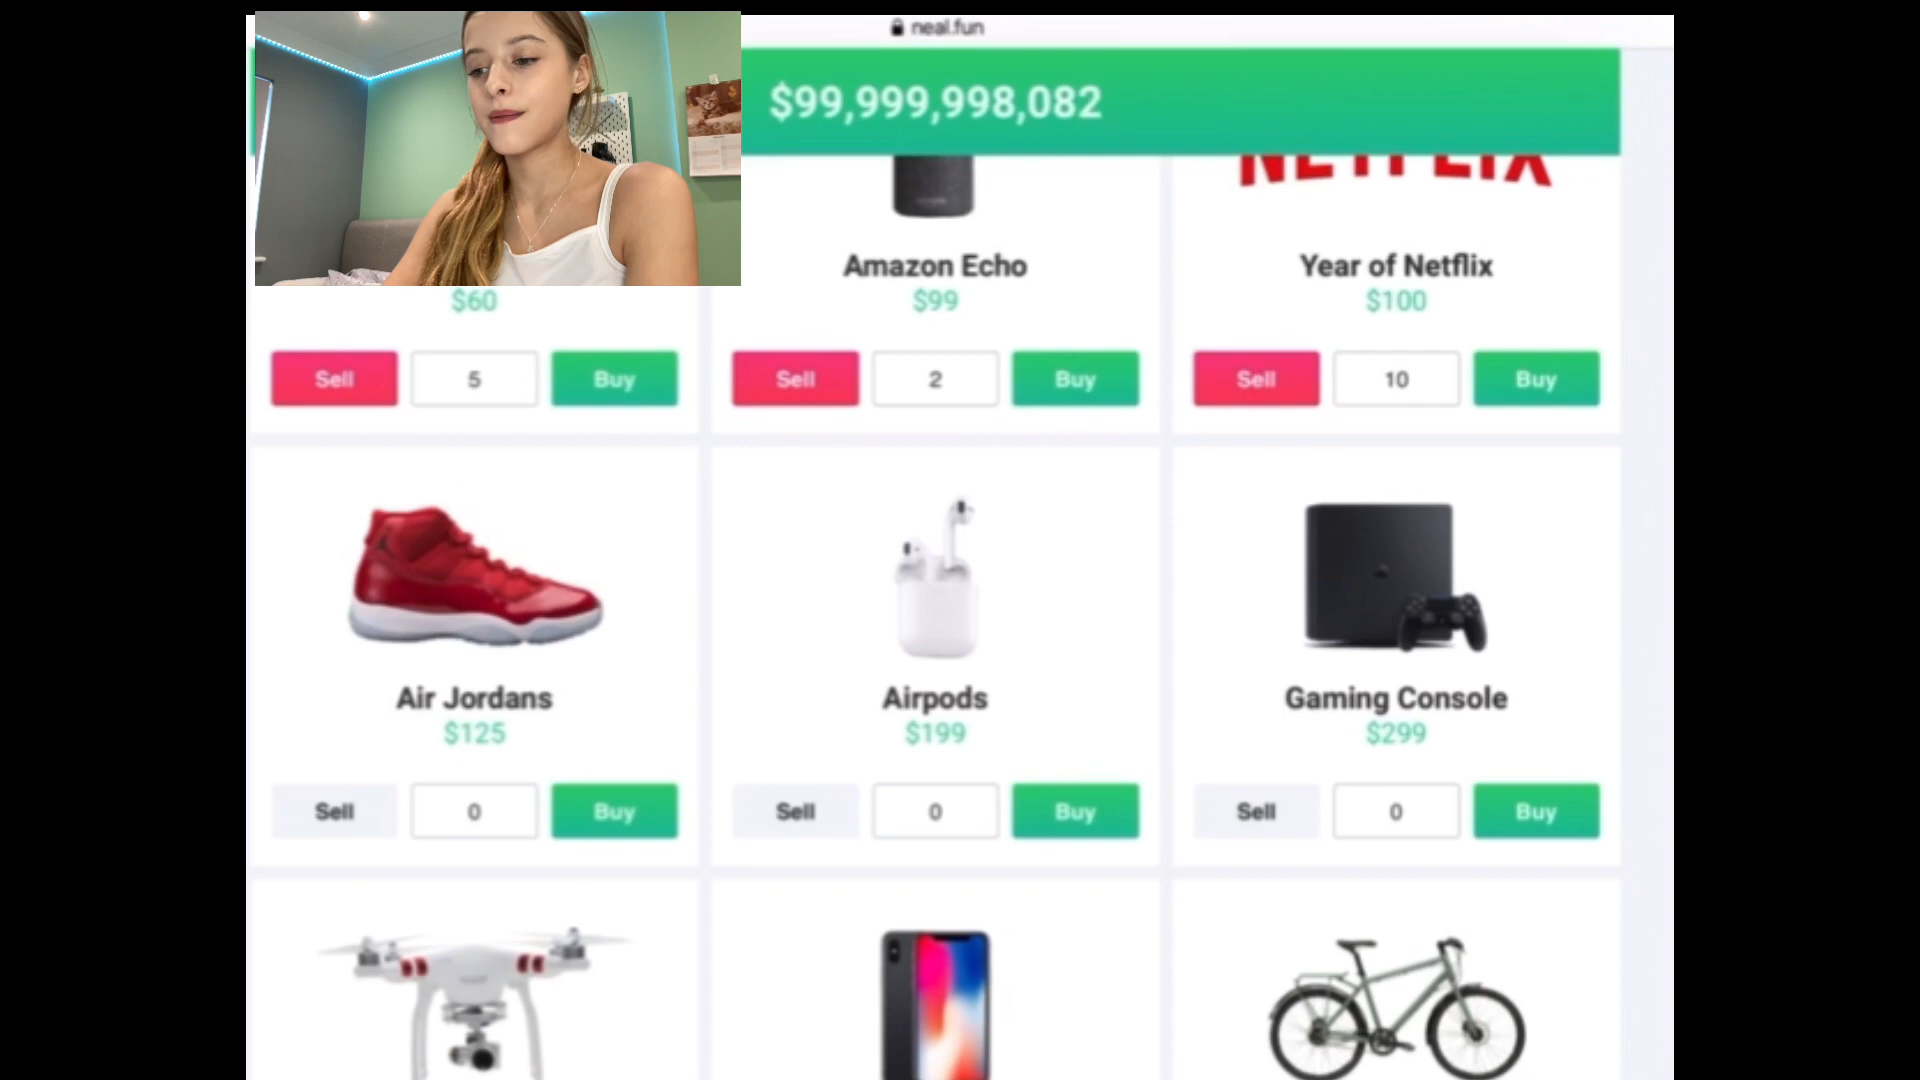 neal.fun
$99,999,998,082
NETFLIX
Amazon Echo
Year of Netflix
$60
$99
$100
Sell
5
Buy
Sell
2
Buy
Sell
10
Buy
Air Jordans
Airpods
Gaming Console
$125
$199
$299
Sell
0
Buy
Sell
0
Buy
Sell
0
Buy